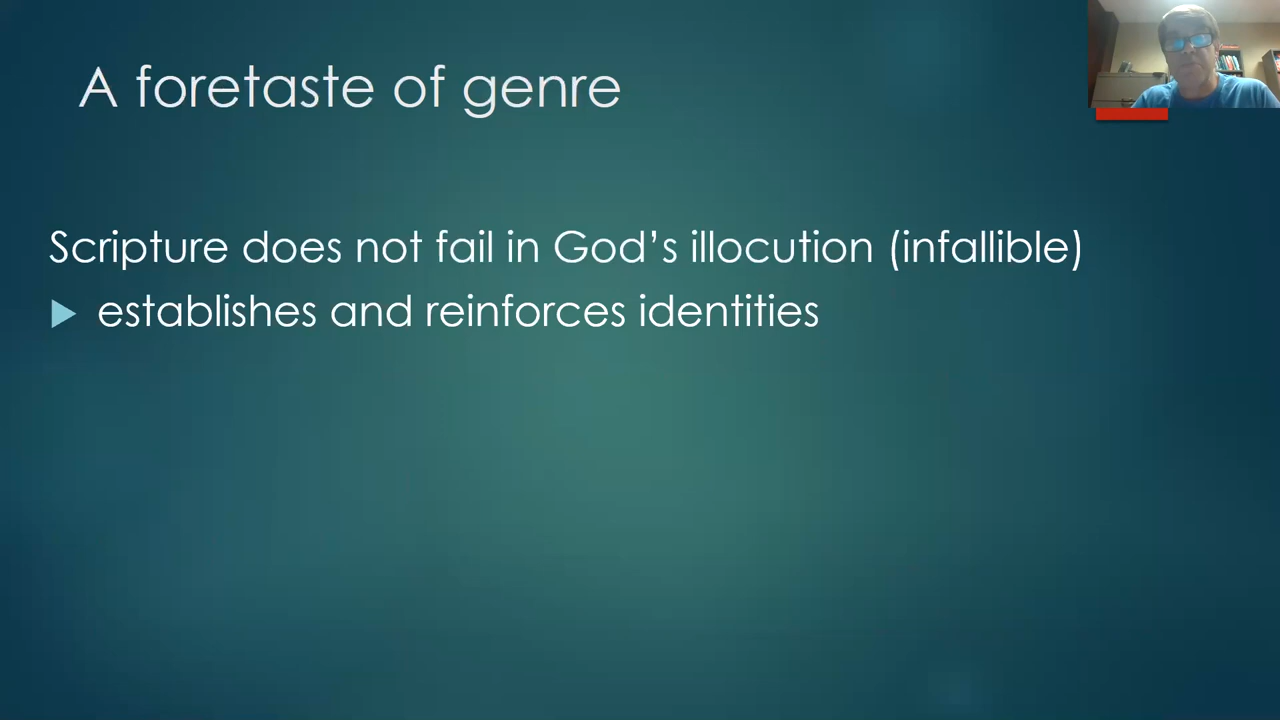 A foretaste of genre
Scripture does not fail in God’s illocution (infallible)
establishes and reinforces identities